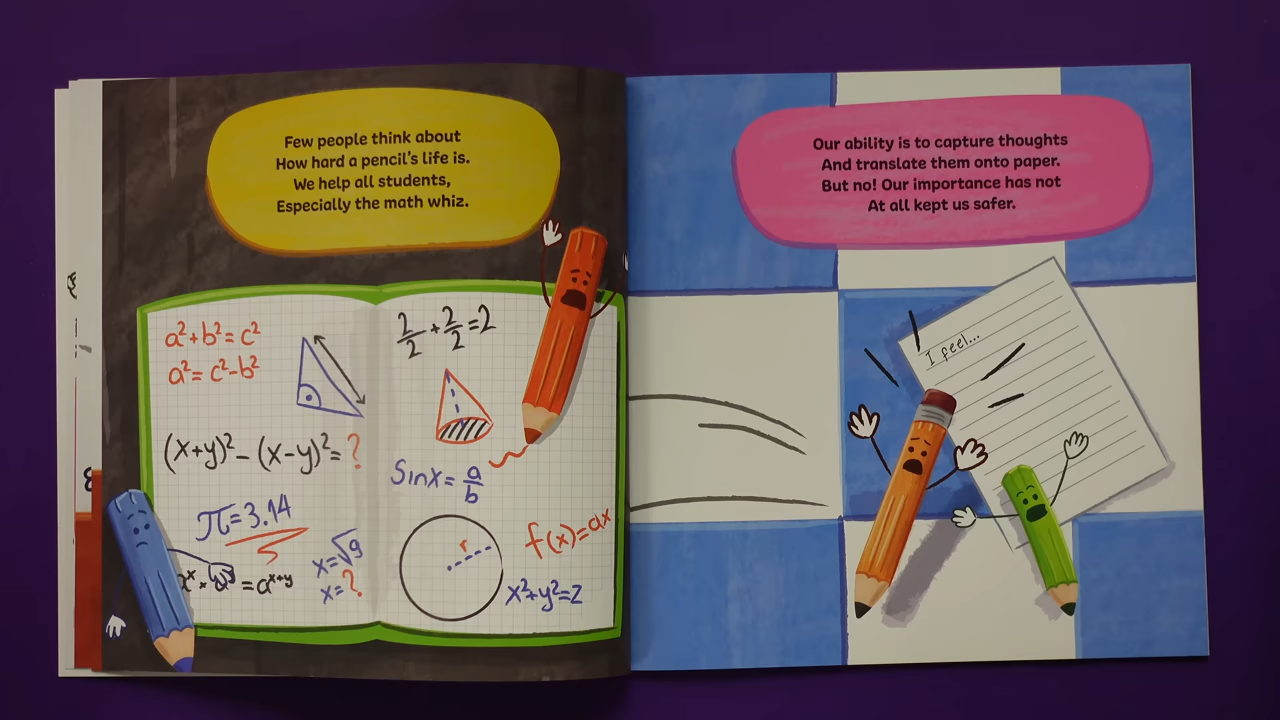 Few people think about
How hard a pencil's life is.
We help all students,
Especially the math whiz.
a²+b²=c²
a²=c²-b²
(x+y)²-(x-y)²=?
π=3.14
x=√9
x=?
=aˣ⁺ʸ
2/2+2/2=2
Sinx=a/b
r
f(x)=ax
x²+y²=z
Our ability is to capture thoughts
And translate them onto paper.
But no! Our importance has not
At all kept us safer.
I feel...